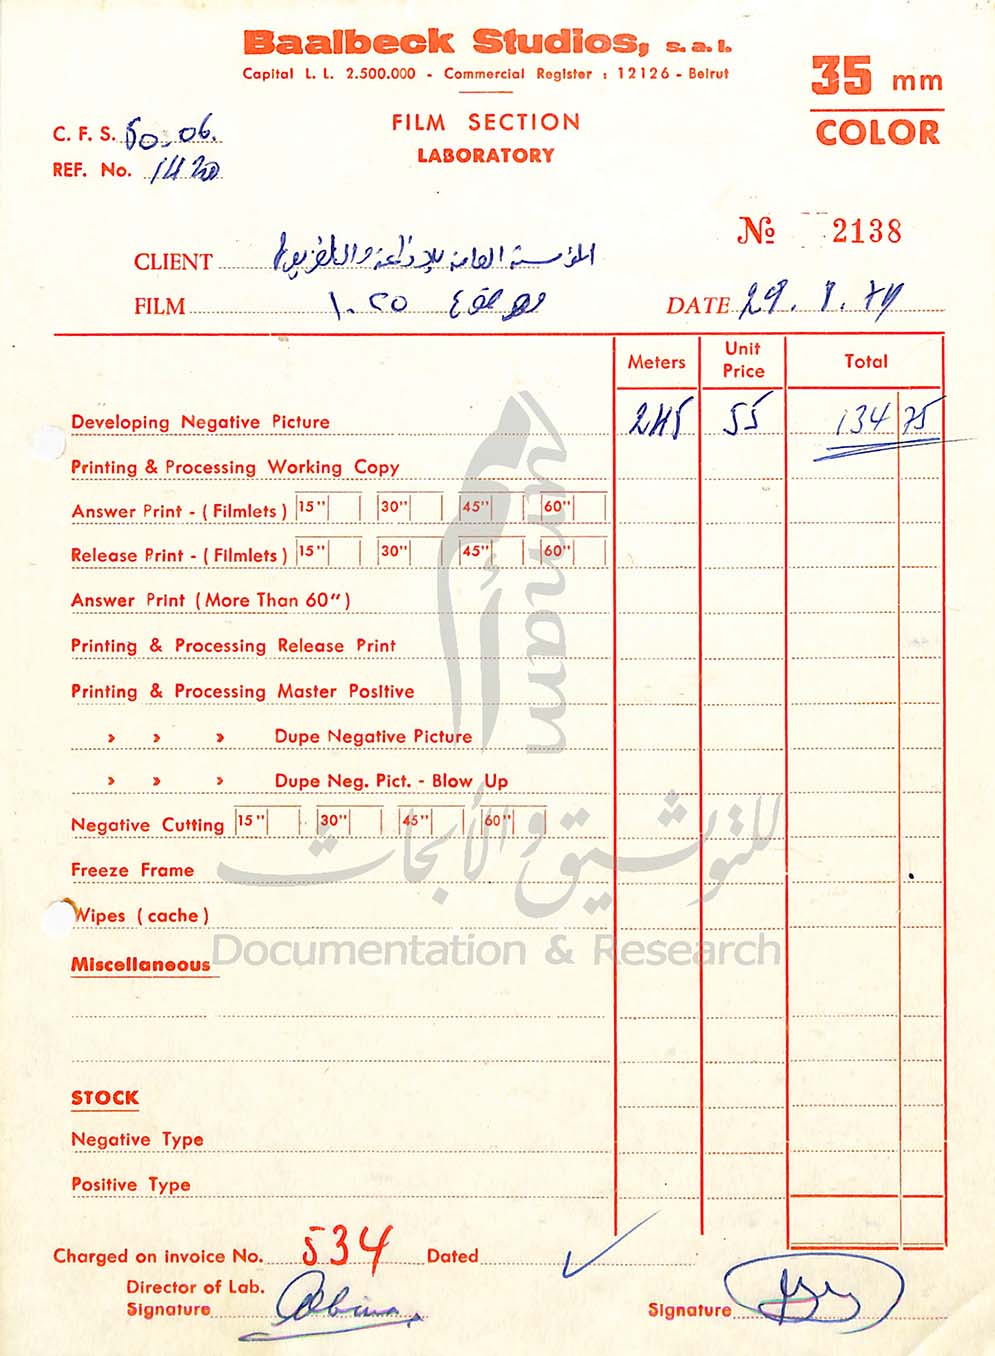 Baalbeck Studios, s.a.l.
Capital L. L. 2.500.000 - Commercial Register : 12126 - Beirut
35 mm
COLOR
FILM SECTION
LABORATORY
C. F. S. 50.06.
REF. No. 1420
№ 2138
CLIENT المؤسسة العامة للإذاعة والتلفزيون
FILM ١٠٢٥
DATE 29.8.74
Meters Unit Price Total
Developing Negative Picture 245 55 134 75
Printing & Processing Working Copy
Answer Print - ( Filmlets ) 15" 30" 45" 60"
Release Print - ( Filmlets ) 15" 30" 45" 60"
Answer Print ( More Than 60" )
Printing & Processing Release Print
Printing & Processing Master Positive
» » » Dupe Negative Picture
» » » Dupe Neg. Pict. - Blow Up
Negative Cutting 15" 30" 45" 60"
Freeze Frame
Wipes ( cache )
Miscellaneous
STOCK
Negative Type
Positive Type
Charged on invoice No. 534 Dated
Director of Lab.
Signature
Signature
umam
للتوثيق والأبحاث
Documentation & Research